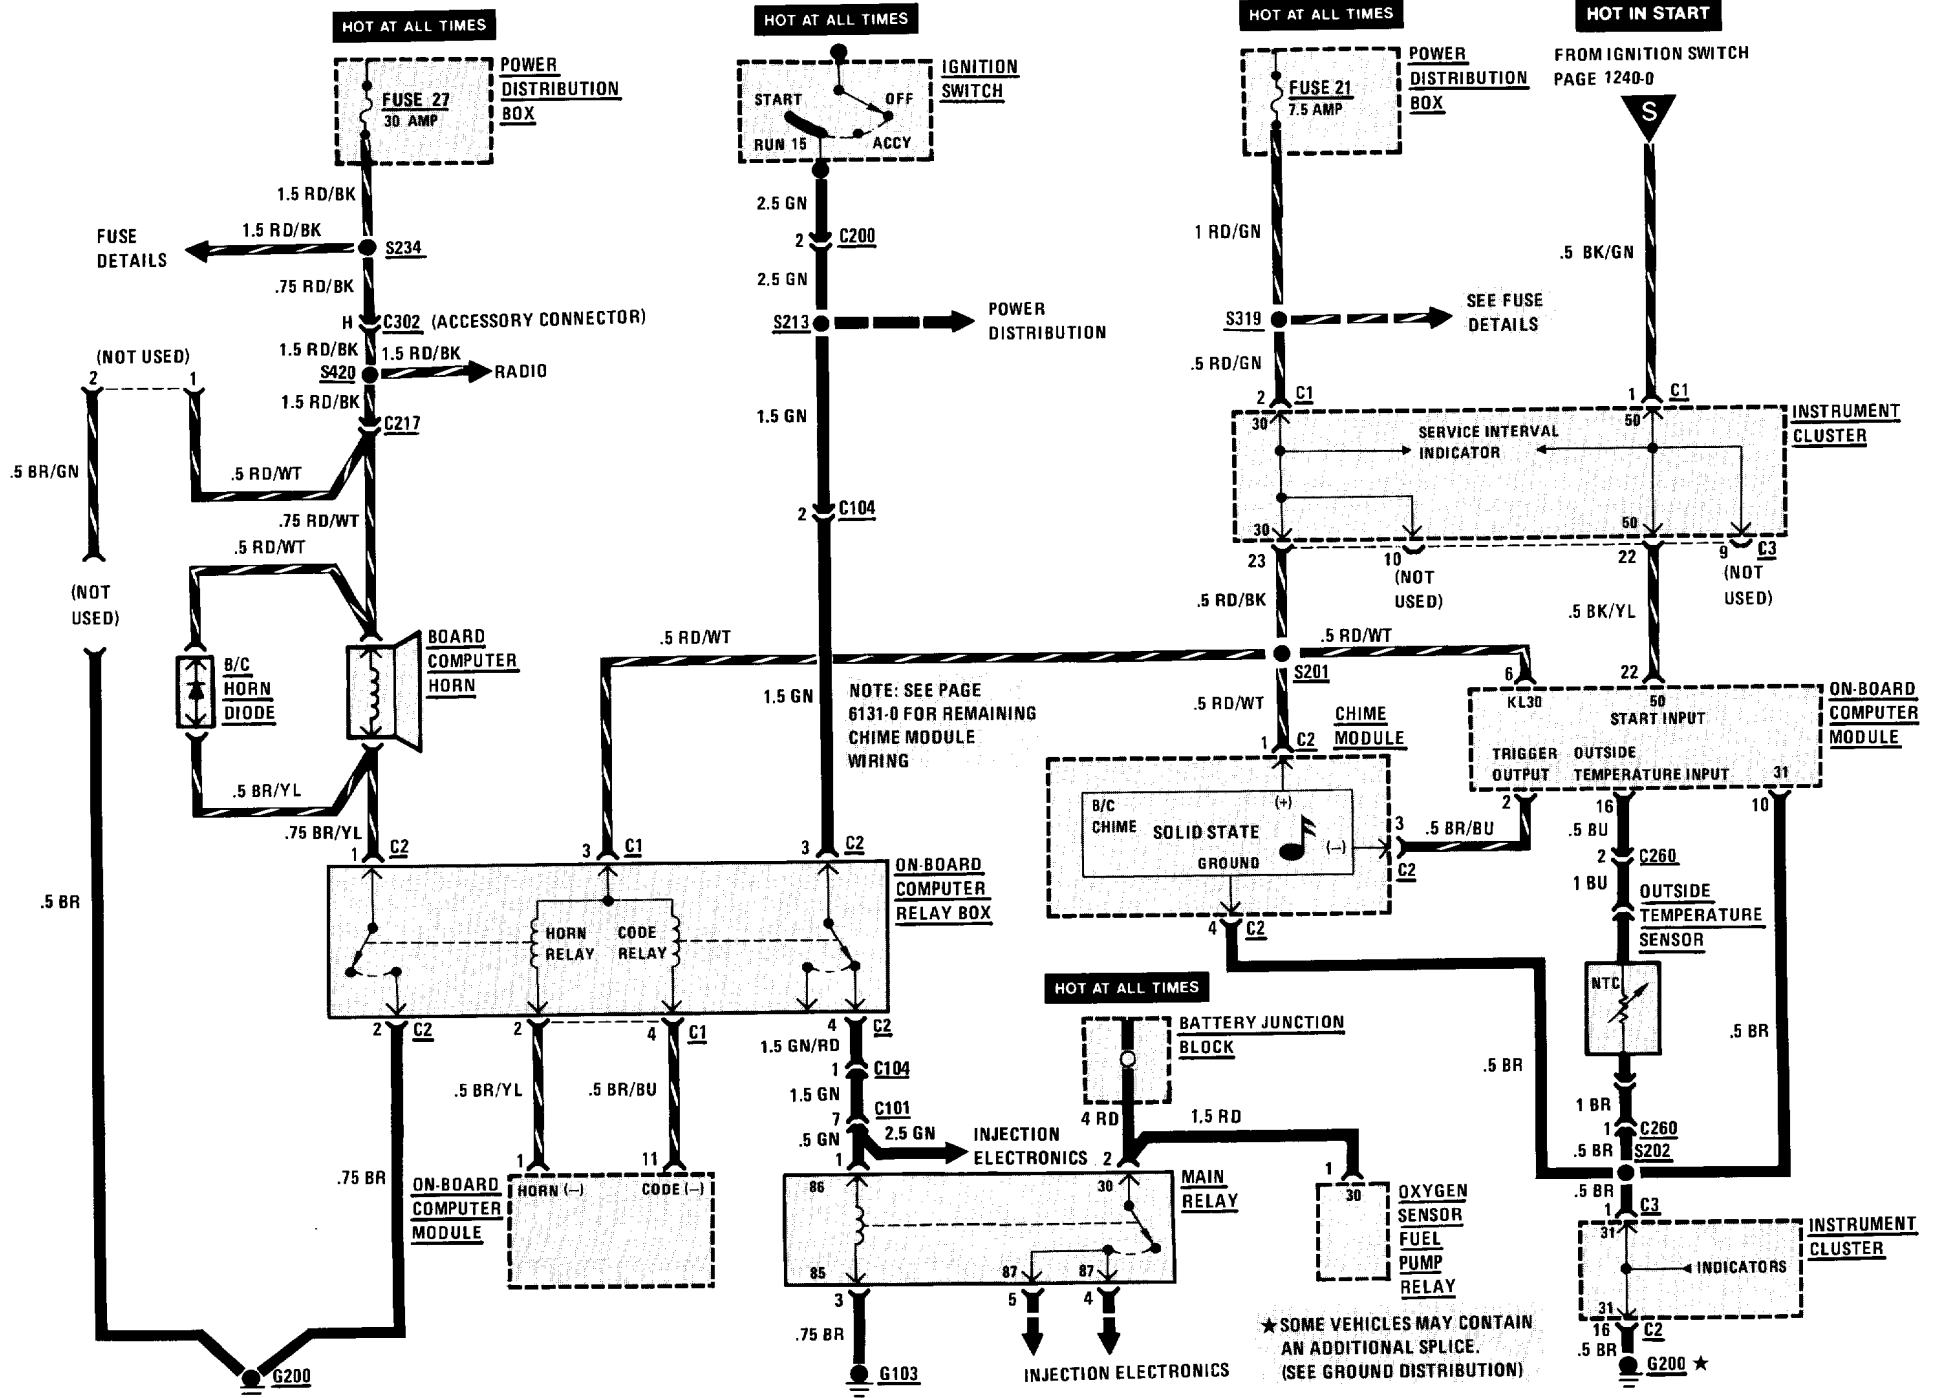 HOT AT ALL TIMES
POWER
DISTRIBUTION
BOX
FUSE 27
30 AMP
1.5 RD/BK
1.5 RD/BK
FUSE
DETAILS
S234
.75 RD/BK
H
C302 (ACCESSORY CONNECTOR)
1.5 RD/BK
1.5 RD/BK
S420
RADIO
1.5 RD/BK
C217
(NOT USED)
2
1
.5 BR/GN
.5 RD/WT
.75 RD/WT
.5 RD/WT
(NOT
USED)
B/C
HORN
DIODE
BOARD
COMPUTER
HORN
.5 BR/YL
.75 BR/YL
1
C2
.5 BR
HOT AT ALL TIMES
IGNITION
SWITCH
START
OFF
RUN 15
ACCY
2.5 GN
2
C200
2.5 GN
S213
POWER
DISTRIBUTION
1.5 GN
2
C104
.5 RD/WT
1.5 GN
NOTE: SEE PAGE
6131-0 FOR REMAINING
CHIME MODULE
WIRING
3
C1
3
C2
ON-BOARD
COMPUTER
RELAY BOX
HORN
RELAY
CODE
RELAY
2
C2
2
4
C1
4
C2
.5 BR/YL
.5 BR/BU
1.5 GN/RD
1
C104
1.5 GN
7
C101
.5 GN
2.5 GN
INJECTION
ELECTRONICS
1
11
1
2
.75 BR
ON-BOARD
COMPUTER
MODULE
HORN (−)
CODE (−)
86
30
MAIN
RELAY
85
87
87
3
5
4
.75 BR
G103
INJECTION ELECTRONICS
G200
HOT AT ALL TIMES
BATTERY JUNCTION
BLOCK
4 RD
1.5 RD
1
30
OXYGEN
SENSOR
FUEL
PUMP
RELAY
★SOME VEHICLES MAY CONTAIN
AN ADDITIONAL SPLICE.
(SEE GROUND DISTRIBUTION)
HOT AT ALL TIMES
POWER
DISTRIBUTION
BOX
FUSE 21
7.5 AMP
1 RD/GN
S319
SEE FUSE
DETAILS
.5 RD/GN
2
C1
HOT IN START
FROM IGNITION SWITCH
PAGE 1240-0
S
.5 BK/GN
1
C1
INSTRUMENT
CLUSTER
30
50
SERVICE INTERVAL
INDICATOR
30
50
23
10
22
9
C3
(NOT
USED)
(NOT
USED)
.5 RD/BK
.5 BK/YL
.5 RD/WT
S201
6
22
.5 RD/WT
CHIME
MODULE
1
C2
KL30
50
START INPUT
ON-BOARD
COMPUTER
MODULE
TRIGGER
OUTPUT
OUTSIDE
TEMPERATURE INPUT
31
2
16
10
B/C
CHIME
(+)
SOLID STATE
(−)
GROUND
3
.5 BR/BU
C2
4
C2
.5 BU
2
C260
1 BU
OUTSIDE
TEMPERATURE
SENSOR
NTC
.5 BR
.5 BR
1 BR
1
C260
.5 BR
S202
.5 BR
1
C3
31
INSTRUMENT
CLUSTER
INDICATORS
31
16
C2
.5 BR
G200 ★